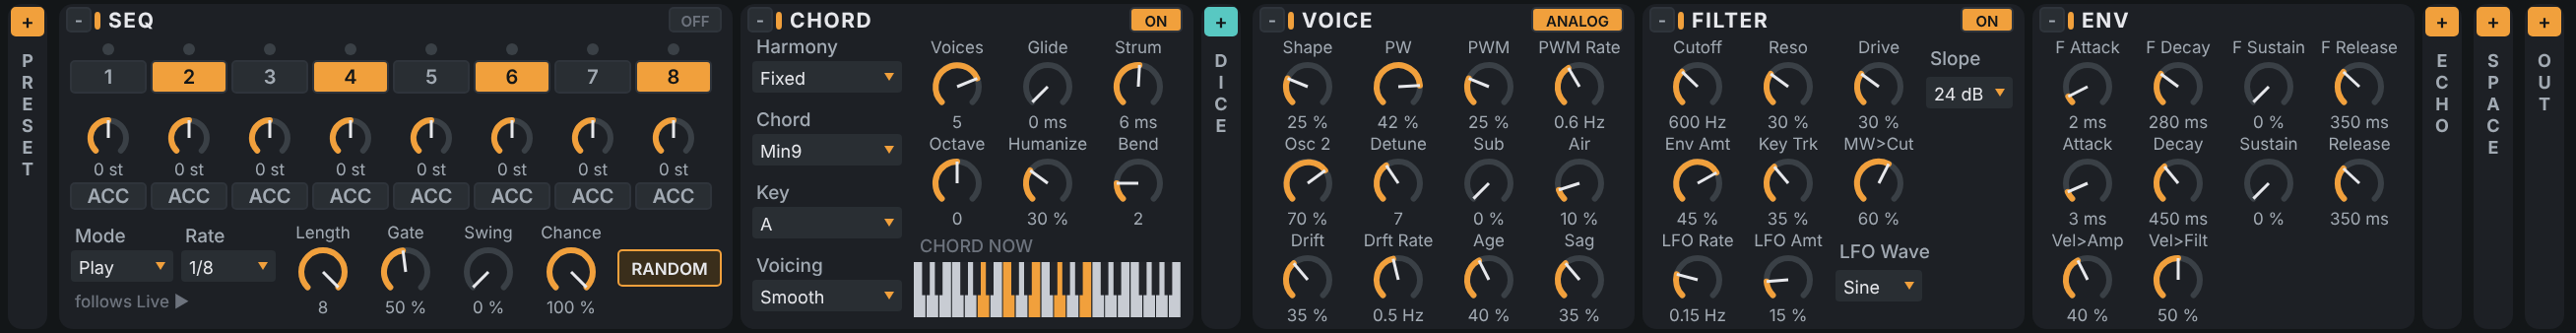 +
PRESET
- SEQ OFF
1 2 3 4 5 6 7 8
0 st 0 st 0 st 0 st 0 st 0 st 0 st 0 st
ACC ACC ACC ACC ACC ACC ACC ACC
Mode Rate Length Gate Swing Chance
Play 1/8 RANDOM
follows Live ▶ 8 50 % 0 % 100 %
- CHORD ON
Harmony Voices Glide Strum
Fixed
5 0 ms 6 ms
Chord Octave Humanize Bend
Min9
Key
A 0 30 % 2
CHORD NOW
Voicing
Smooth
+
DICE
- VOICE ANALOG
Shape PW PWM PWM Rate
25 % 42 % 25 % 0.6 Hz
Osc 2 Detune Sub Air
70 % 7 0 % 10 %
Drift Drft Rate Age Sag
35 % 0.5 Hz 40 % 35 %
- FILTER ON
Cutoff Reso Drive Slope
24 dB
600 Hz 30 % 30 %
Env Amt Key Trk MW>Cut
45 % 35 % 60 %
LFO Rate LFO Amt LFO Wave
Sine
0.15 Hz 15 %
- ENV
F Attack F Decay F Sustain F Release
2 ms 280 ms 0 % 350 ms
Attack Decay Sustain Release
3 ms 450 ms 0 % 350 ms
Vel>Amp Vel>Filt
40 % 50 %
+
ECHO
+
SPACE
+
OUT